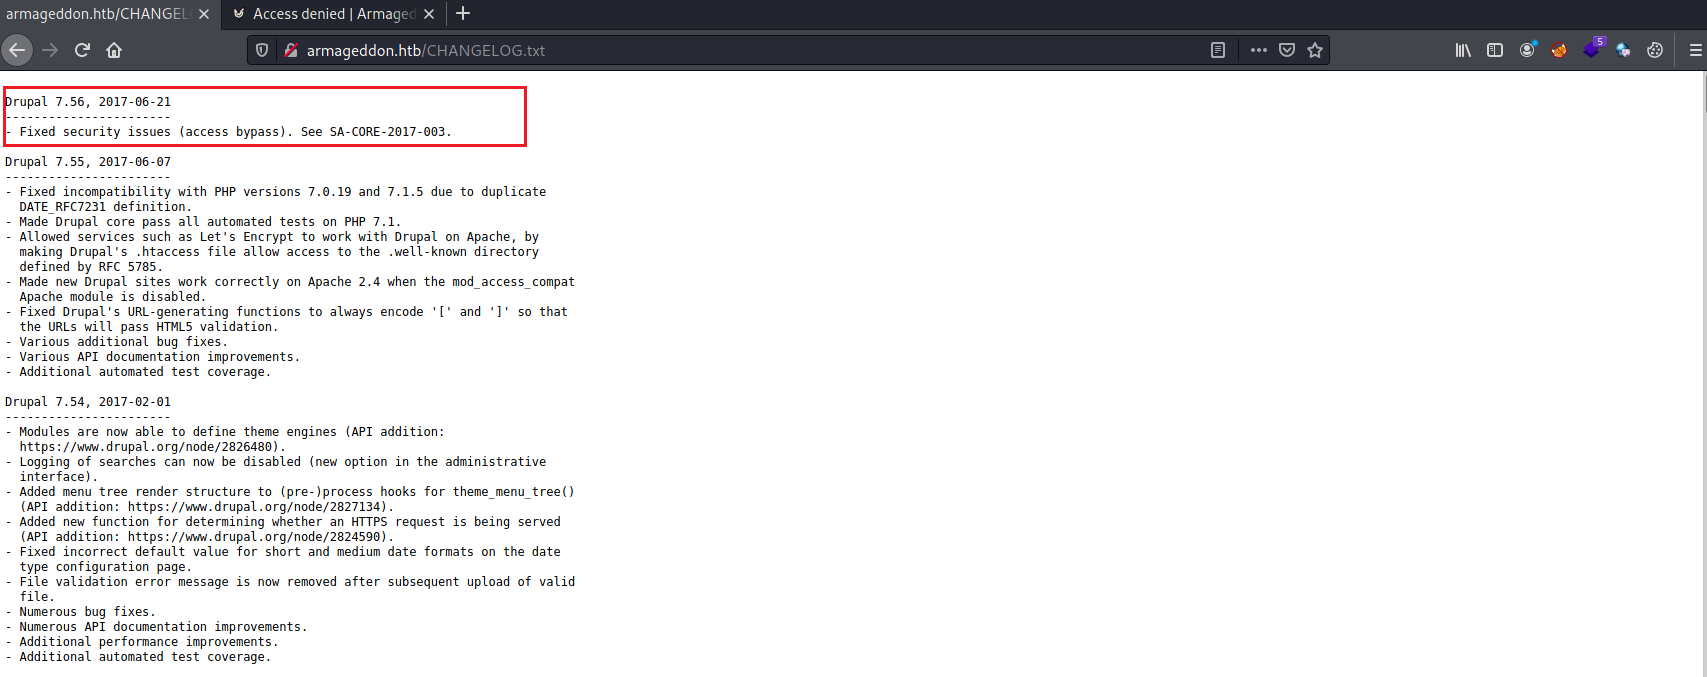 armageddon.htb/CHANGEL
Access denied | Armaged
armageddon.htb/CHANGELOG.txt
5
Drupal 7.56, 2017-06-21
-----------------------
- Fixed security issues (access bypass). See SA-CORE-2017-003.
Drupal 7.55, 2017-06-07
-----------------------
- Fixed incompatibility with PHP versions 7.0.19 and 7.1.5 due to duplicate
DATE_RFC7231 definition.
- Made Drupal core pass all automated tests on PHP 7.1.
- Allowed services such as Let's Encrypt to work with Drupal on Apache, by
making Drupal's .htaccess file allow access to the .well-known directory
defined by RFC 5785.
- Made new Drupal sites work correctly on Apache 2.4 when the mod_access_compat
Apache module is disabled.
- Fixed Drupal's URL-generating functions to always encode '[' and ']' so that
the URLs will pass HTML5 validation.
- Various additional bug fixes.
- Various API documentation improvements.
- Additional automated test coverage.
Drupal 7.54, 2017-02-01
-----------------------
- Modules are now able to define theme engines (API addition:
https://www.drupal.org/node/2826480).
- Logging of searches can now be disabled (new option in the administrative
interface).
- Added menu tree render structure to (pre-)process hooks for theme_menu_tree()
(API addition: https://www.drupal.org/node/2827134).
- Added new function for determining whether an HTTPS request is being served
(API addition: https://www.drupal.org/node/2824590).
- Fixed incorrect default value for short and medium date formats on the date
type configuration page.
- File validation error message is now removed after subsequent upload of valid
file.
- Numerous bug fixes.
- Numerous API documentation improvements.
- Additional performance improvements.
- Additional automated test coverage.